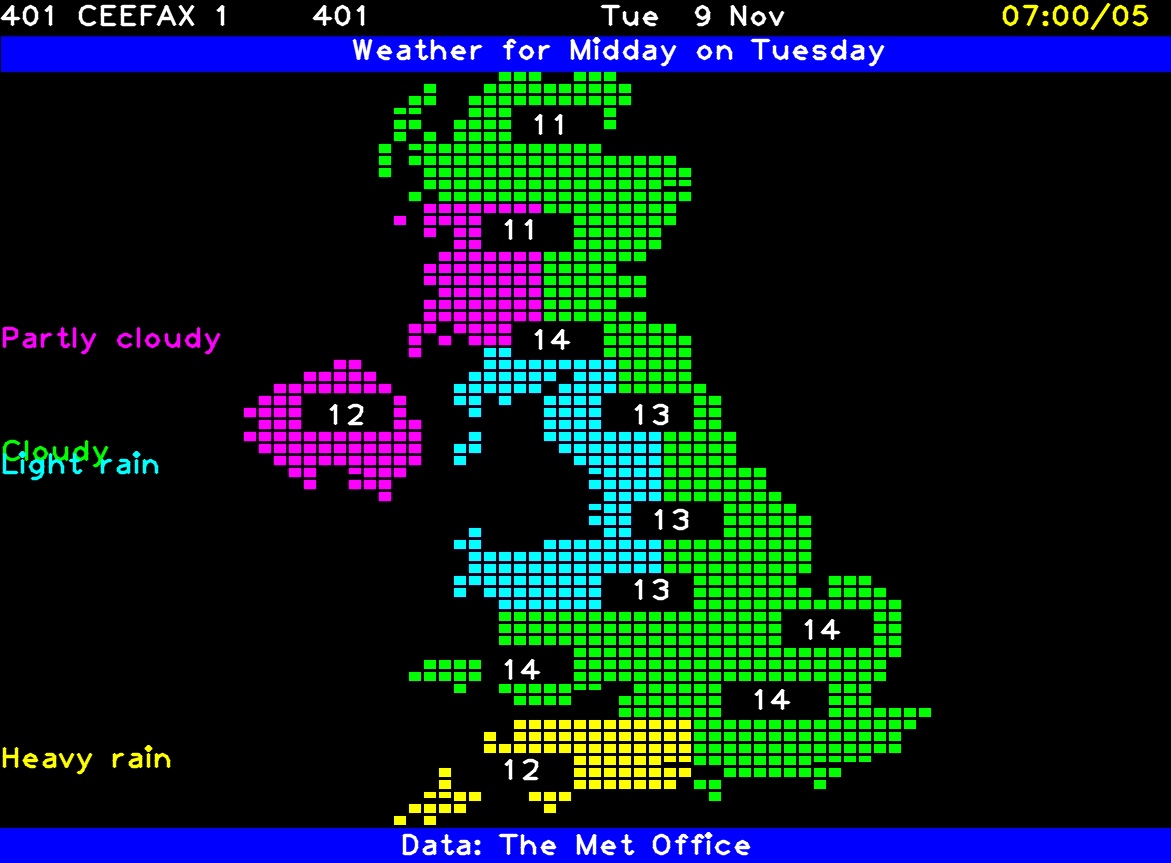 401 CEEFAX 1 401 Tue 9 Nov 07:00/05
Weather for Midday on Tuesday
11
11
Partly cloudy
14
12
13
Cloudy
Light rain
13
13
14
14
14
Heavy rain
12
Data: The Met Office